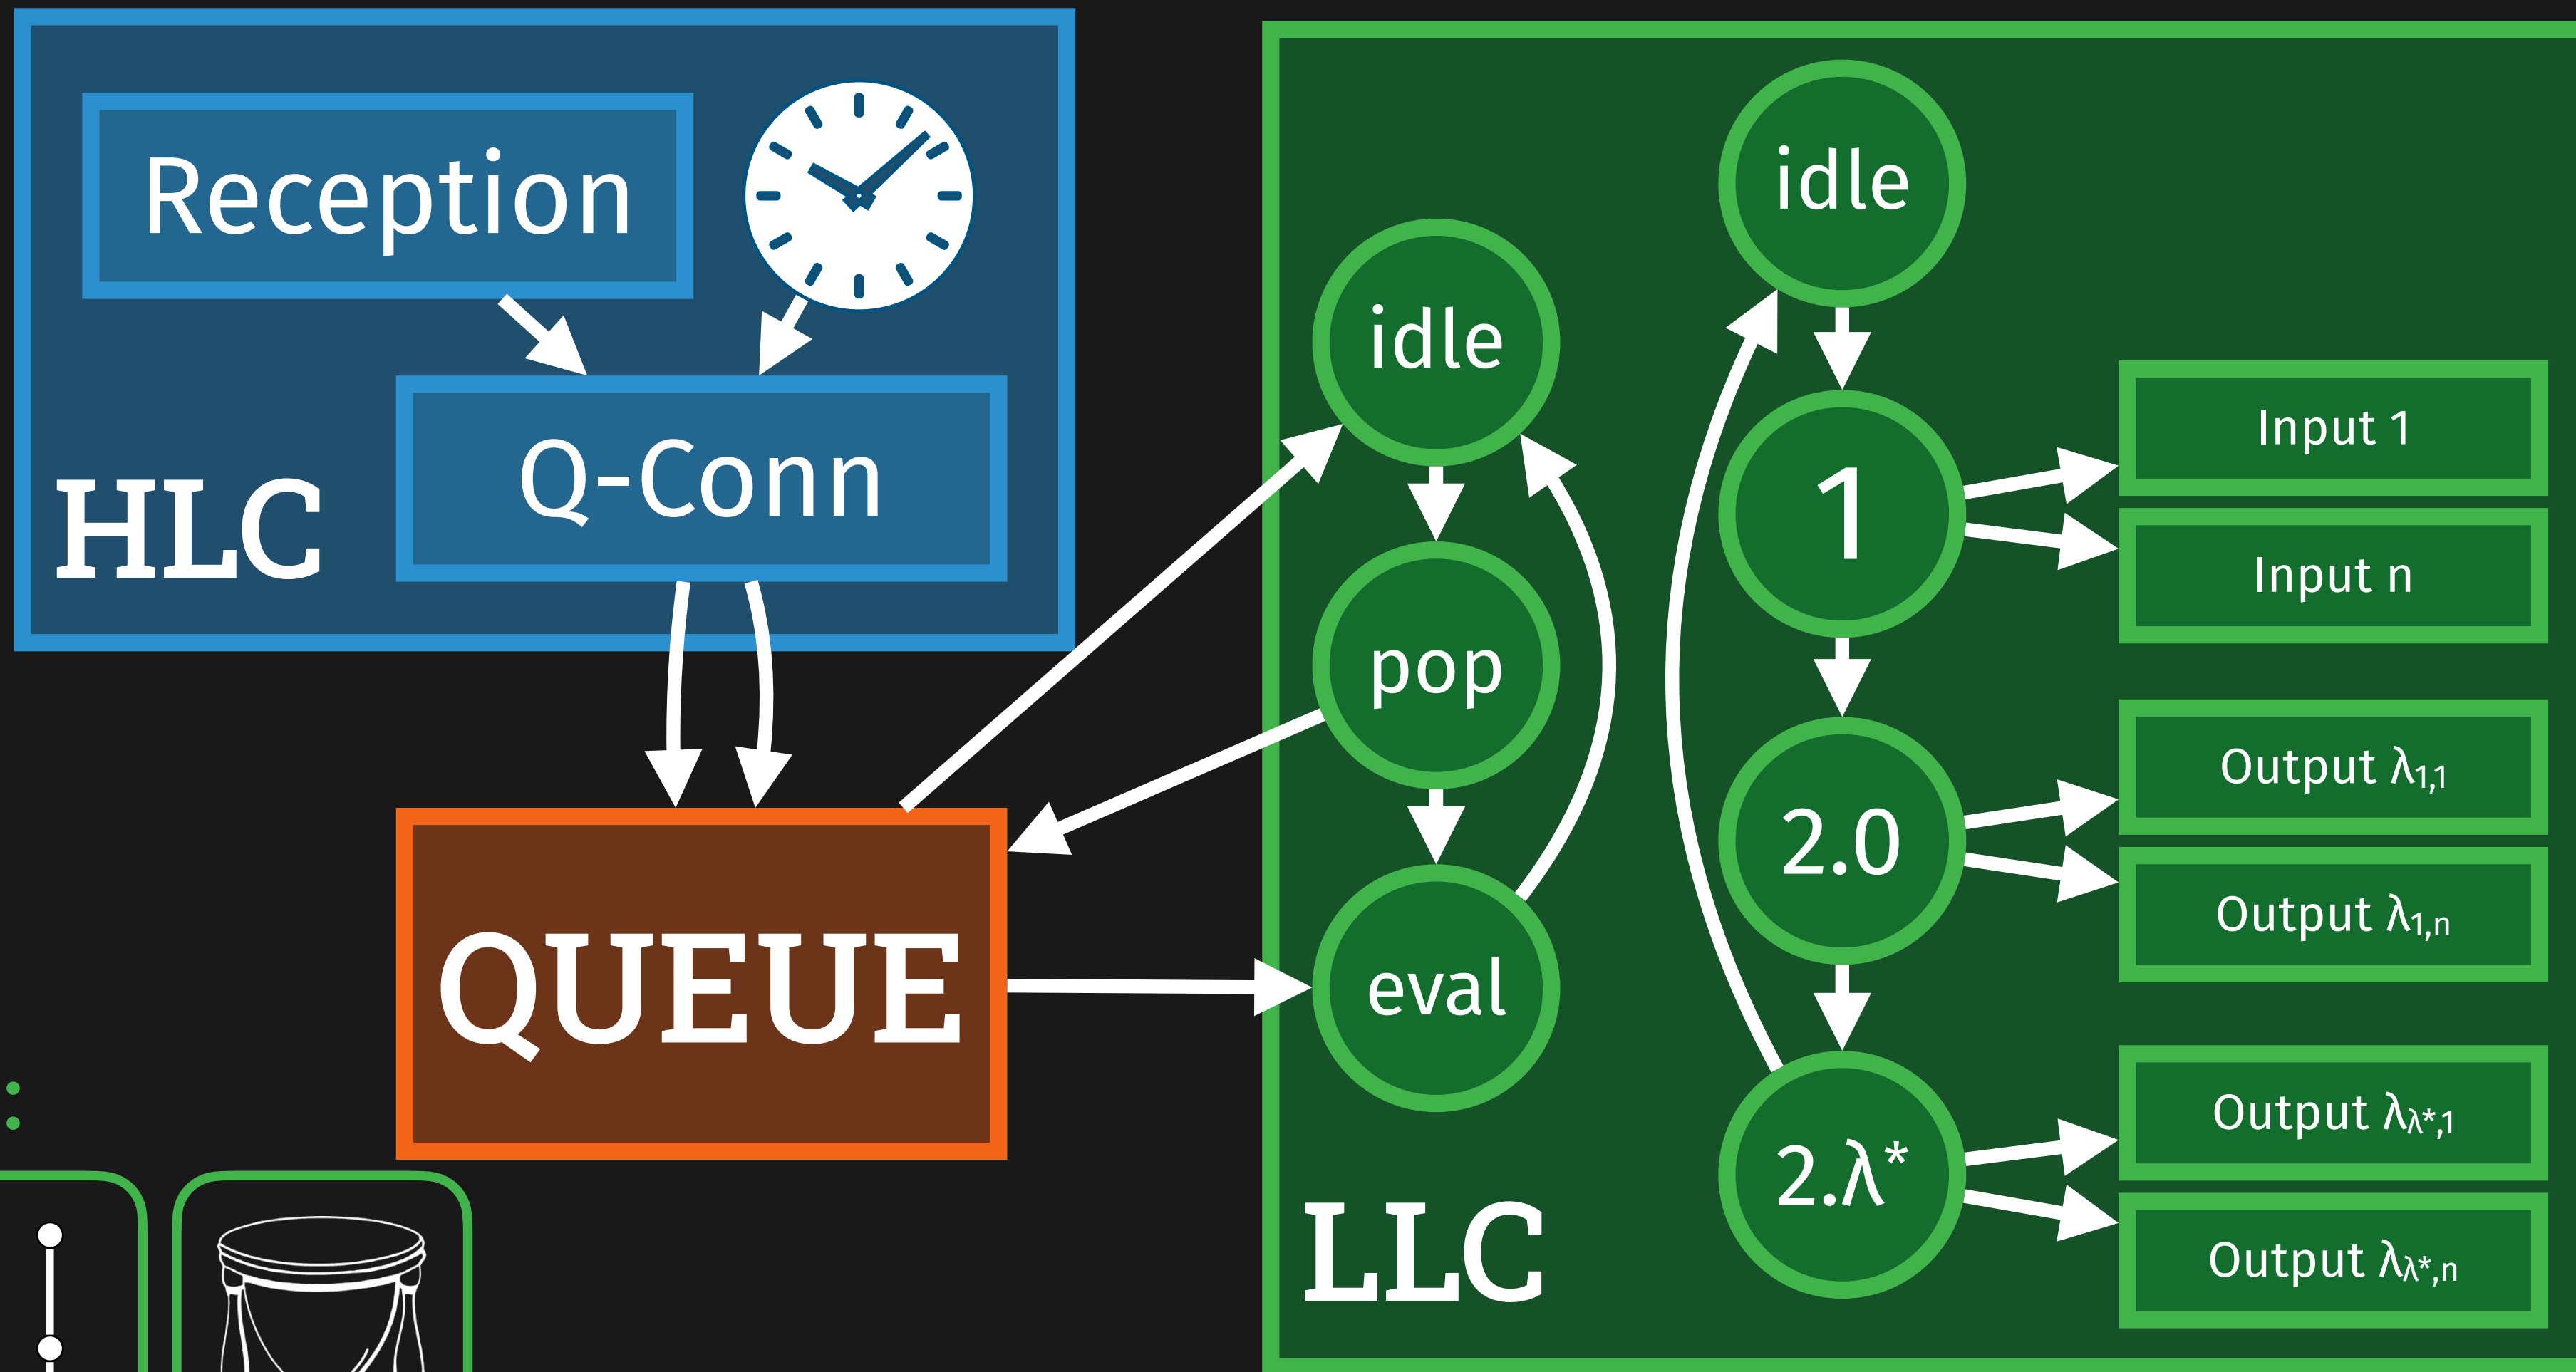 Reception
Q-Conn
HLC
QUEUE
idle
pop
eval
LLC
idle
1
2.0
2.λ*
Input 1
Input n
Output λ1,1
Output λ1,n
Output λλ*,1
Output λλ*,n
: